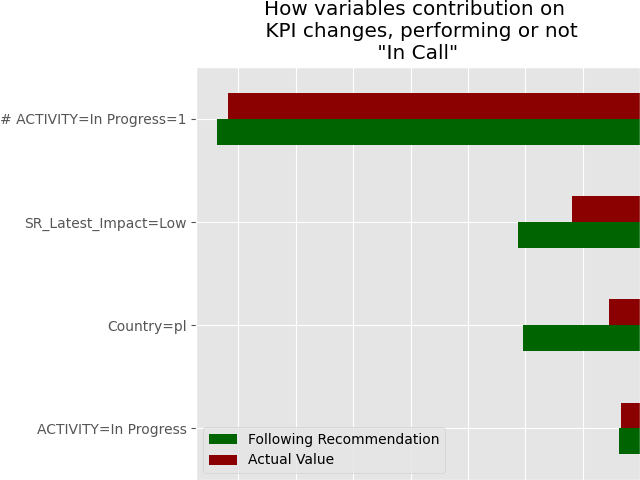 How variables contribution on
KPI changes, performing or not
"In Call"
# ACTIVITY=In Progress=1
SR_Latest_Impact=Low
Country=pl
ACTIVITY=In Progress
Following Recommendation
Actual Value